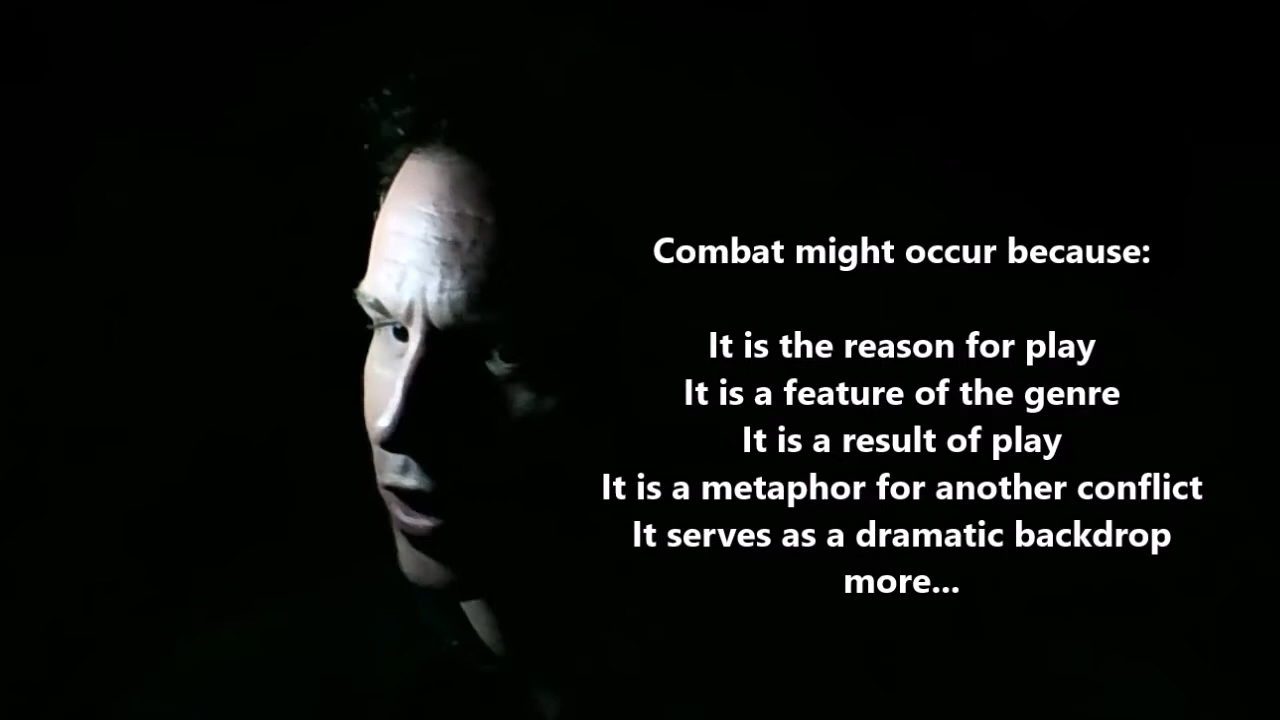 Combat might occur because:
It is the reason for play
It is a feature of the genre
It is a result of play
It is a metaphor for another conflict
It serves as a dramatic backdrop
more...